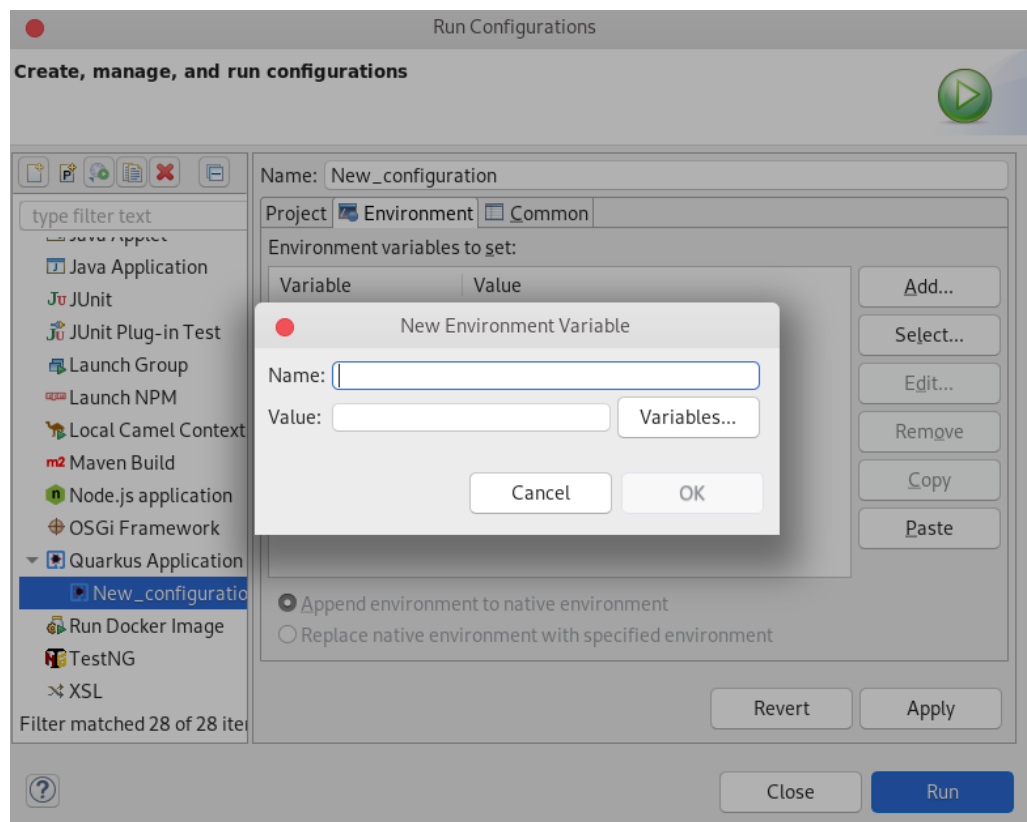 Run Configurations
Create, manage, and run configurations
P
Name: New_configuration
type filter text
Project Environment Common
Environment variables to set:
Java Applet
Variable Value
Java Application
Add...
JUnit
Select...
JUnit Plug-in Test
New Environment Variable
Launch Group
Name:
Edit...
Launch NPM
Value: Variables...
Local Camel Context
Remove
m2 Maven Build
Copy
Node.js application
Cancel OK
OSGi Framework
Paste
Quarkus Application
New_configuratio
Append environment to native environment
Run Docker Image
Replace native environment with specified environment
TestNG
XSL
Revert Apply
Filter matched 28 of 28 ite
? Close Run